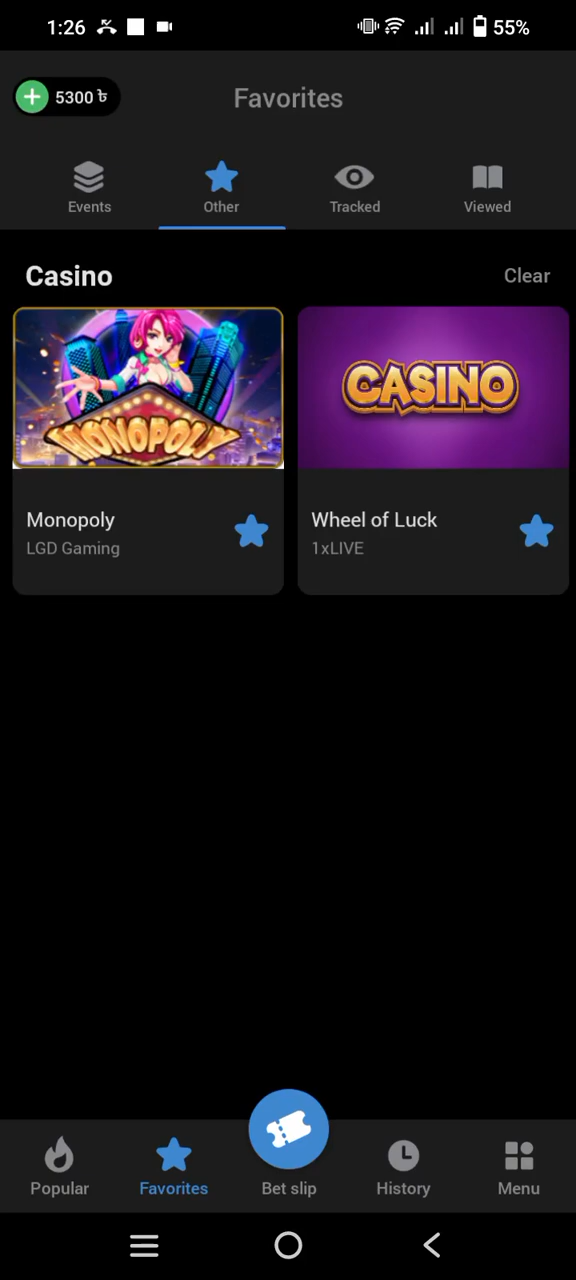 1:26
55%
5300 ৳
Favorites
Events
Other
Tracked
Viewed
Casino
Clear
MONOPOLY
CASINO
Monopoly
LGD Gaming
Wheel of Luck
1xLIVE
Popular
Favorites
Bet slip
History
Menu